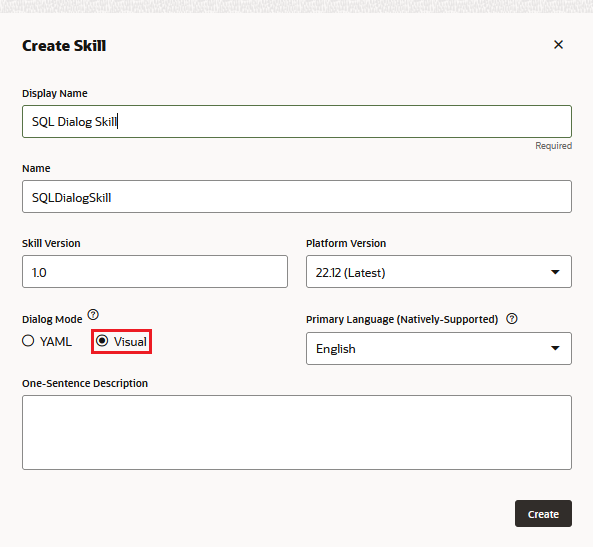 Create Skill
Display Name
SQL Dialog Skill
Required
Name
SQLDialogSkill
Skill Version
Platform Version
1.0
22.12 (Latest)
Dialog Mode
Primary Language (Natively-Supported)
YAML
Visual
English
One-Sentence Description
Create